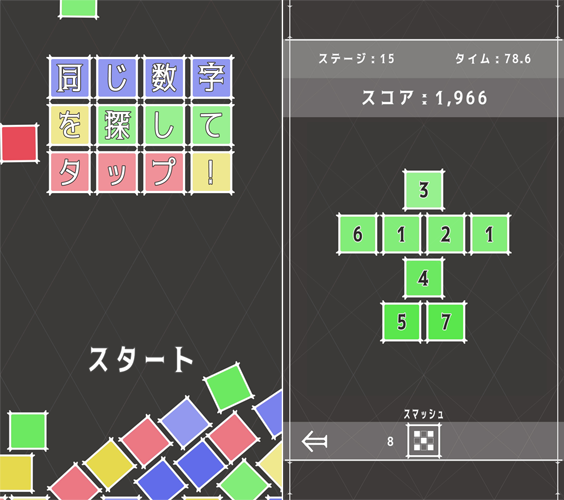 同じ数字
を探して
タップ!
スタート
ステージ:15 タイム:78.6
スコア:1,966
3
6 1 2 1
4
5 7
スマッシュ
8